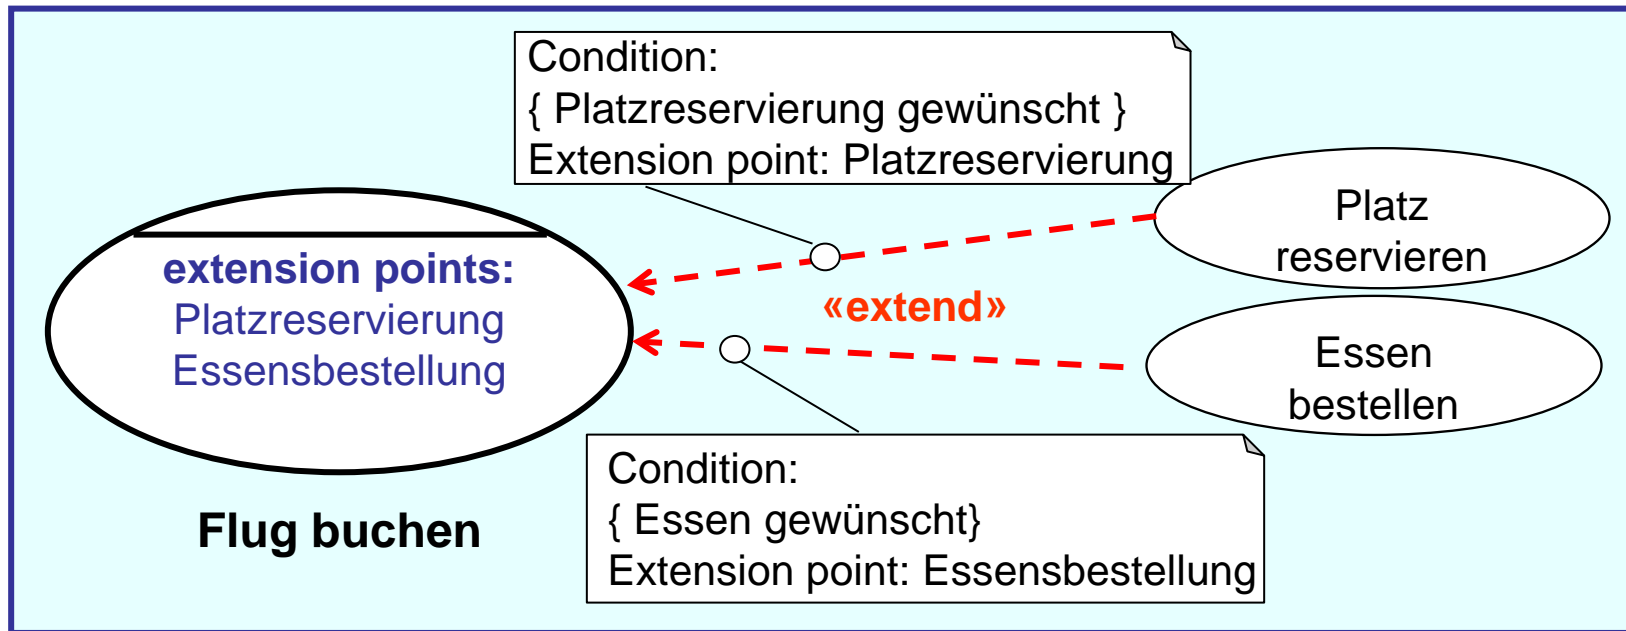 Condition:
{ Platzreservierung gewünscht }
Extension point: Platzreservierung
Platz
reservieren
extension points:
Platzreservierung
Essensbestellung
«extend»
Essen
bestellen
Flug buchen
Condition:
{ Essen gewünscht}
Extension point: Essensbestellung